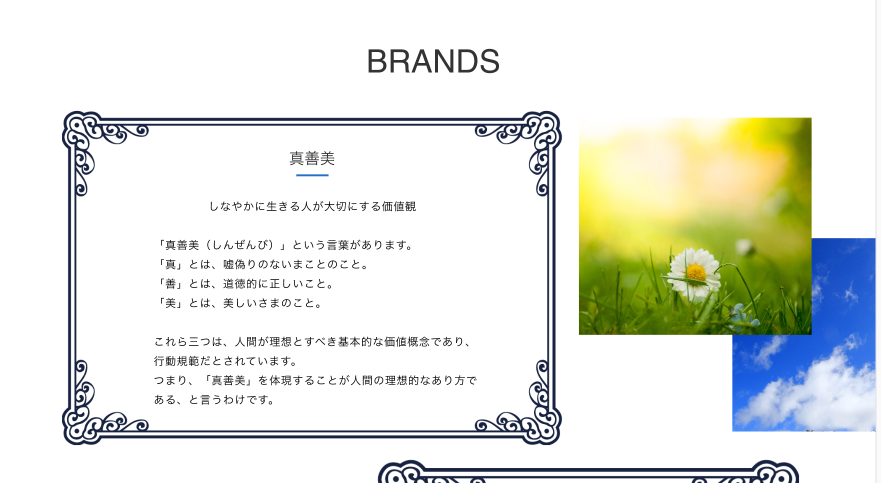 BRANDS
真善美
しなやかに生きる人が大切にする価値観
「真善美（しんぜんび）」という言葉があります。
「真」とは、嘘偽りのないまことのこと。
「善」とは、道徳的に正しいこと。
「美」とは、美しいさまのこと。
これら三つは、人間が理想とすべき基本的な価値概念であり、
行動規範だとされています。
つまり、「真善美」を体現することが人間の理想的なあり方で
ある、と言うわけです。